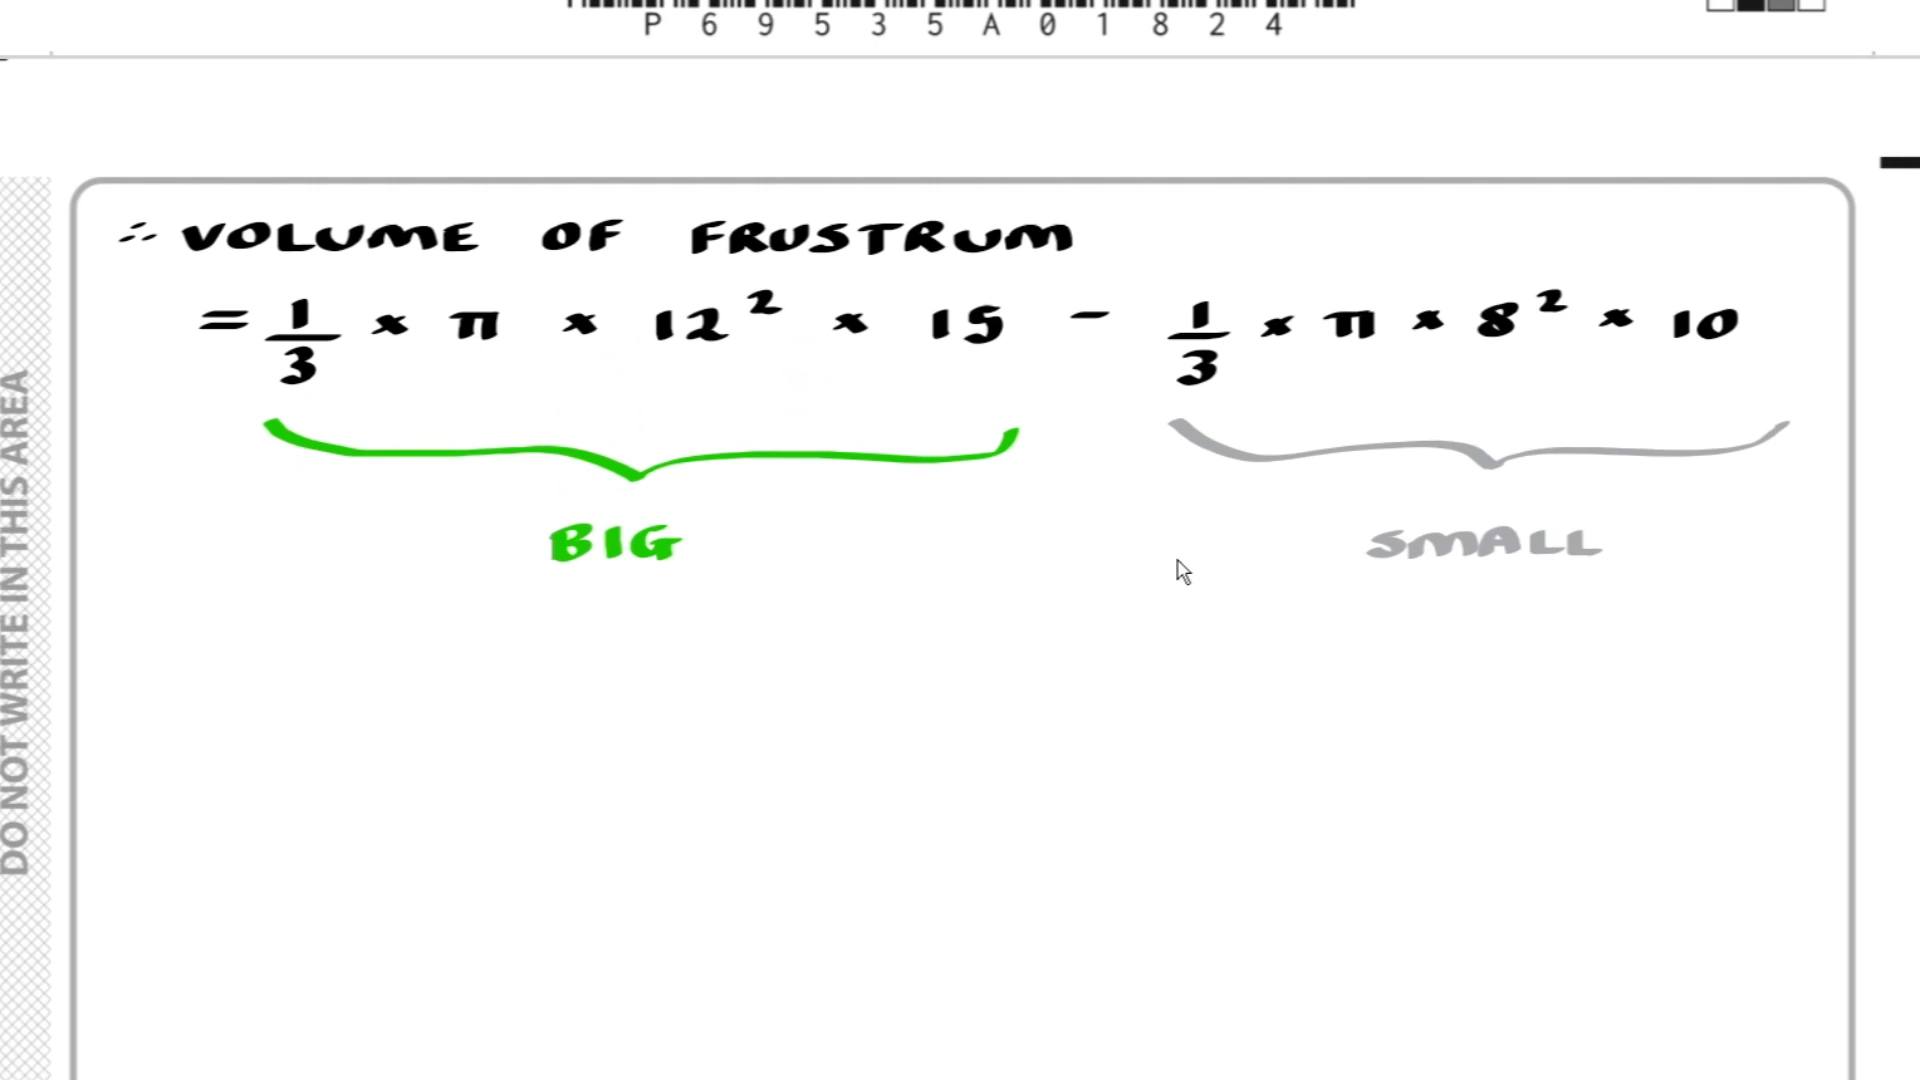 P 6 9 5 3 5 A 0 1 8 2 4
∴ VOLUME OF FRUSTRUM
= 1/3 × π × 12² × 15 - 1/3 × π × 8² × 10
BIG SMALL
DO NOT WRITE IN THIS AREA